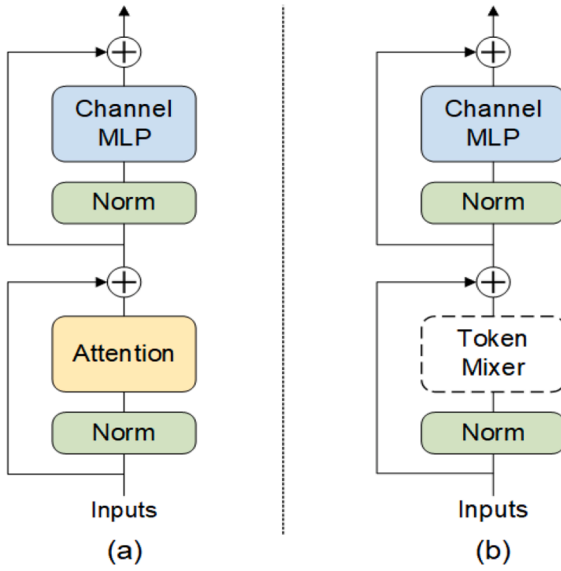 Channel
MLP
Norm
Attention
Norm
Inputs
(a)
Channel
MLP
Norm
Token
Mixer
Norm
Inputs
(b)